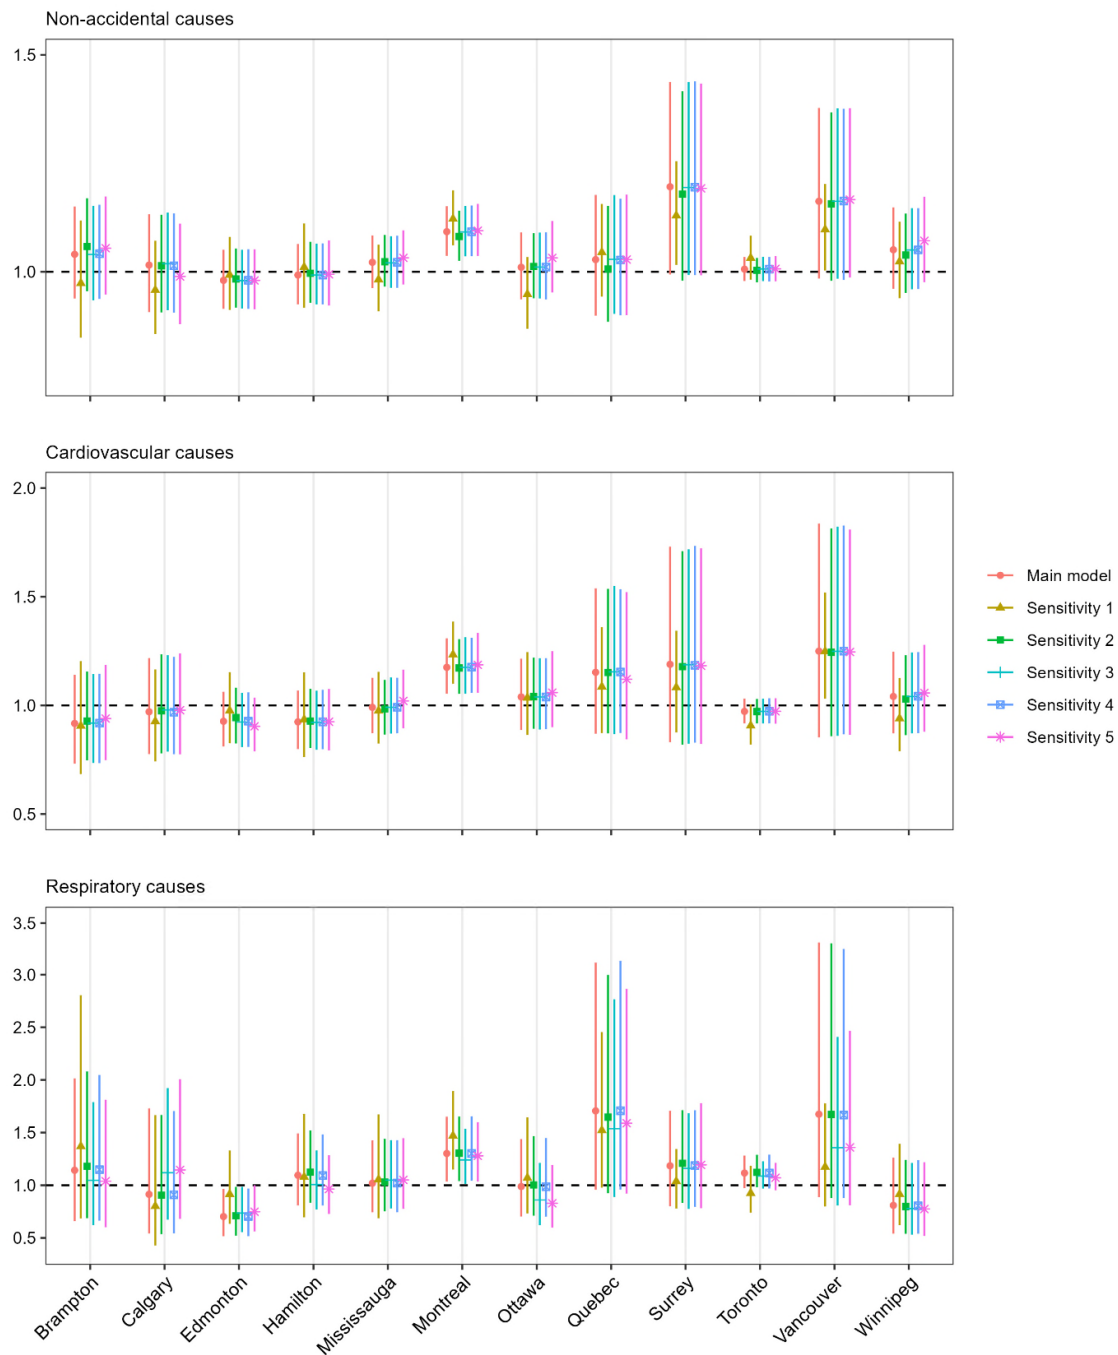 Non-accidental causes
1.5
1.0
Cardiovascular causes
2.0
1.5
1.0
0.5
Main model
Sensitivity 1
Sensitivity 2
Sensitivity 3
Sensitivity 4
Sensitivity 5
Respiratory causes
3.5
3.0
2.5
2.0
1.5
1.0
0.5
Brampton
Calgary
Edmonton
Hamilton
Mississauga
Montreal
Ottawa
Quebec
Surrey
Toronto
Vancouver
Winnipeg